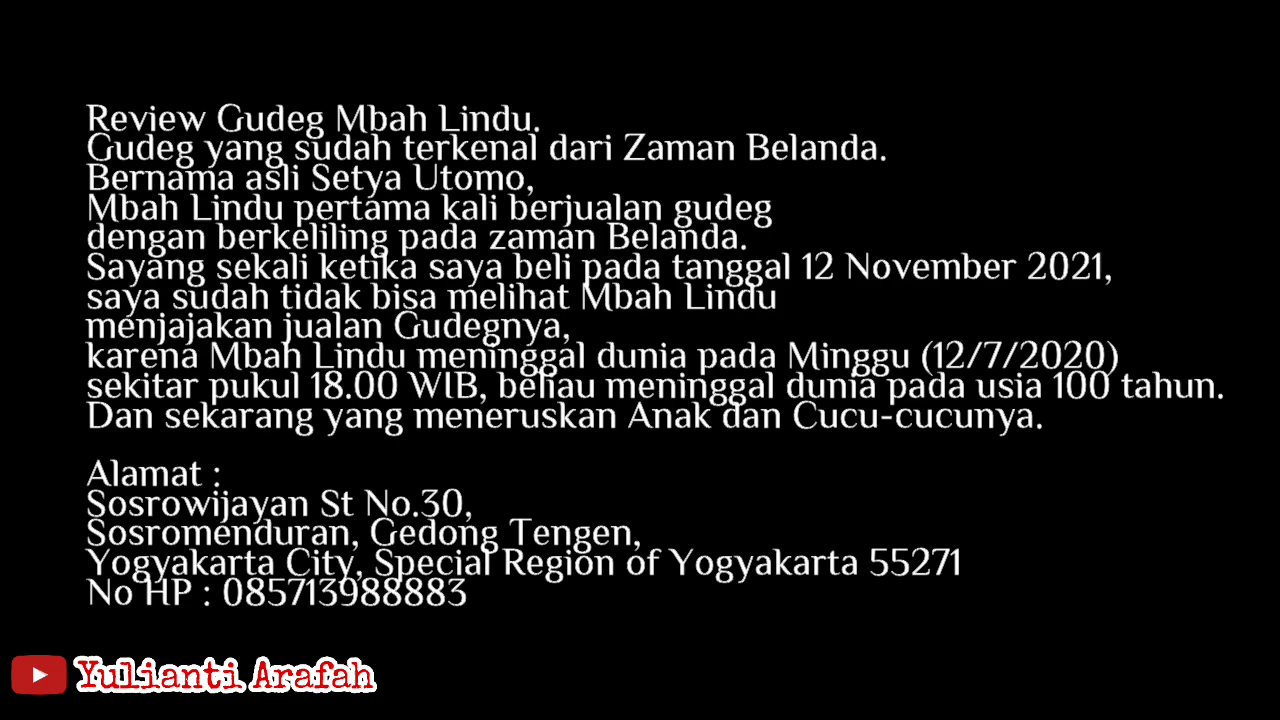 Review Gudeg Mbah Lindu.
Gudeg yang sudah terkenal dari Zaman Belanda.
Bernama asli Setya Utomo,
Mbah Lindu pertama kali berjualan gudeg
dengan berkeliling pada zaman Belanda.
Sayang sekali ketika saya beli pada tanggal 12 November 2021,
saya sudah tidak bisa melihat Mbah Lindu
menjajakan jualan Gudegnya,
karena Mbah Lindu meninggal dunia pada Minggu (12/7/2020)
sekitar pukul 18.00 WIB, beliau meninggal dunia pada usia 100 tahun.
Dan sekarang yang meneruskan Anak dan Cucu-cucunya.
Alamat :
Sosrowijayan St No.30,
Sosromenduran, Gedong Tengen,
Yogyakarta City, Special Region of Yogyakarta 55271
No HP : 085713988883
Yulianti Arafah